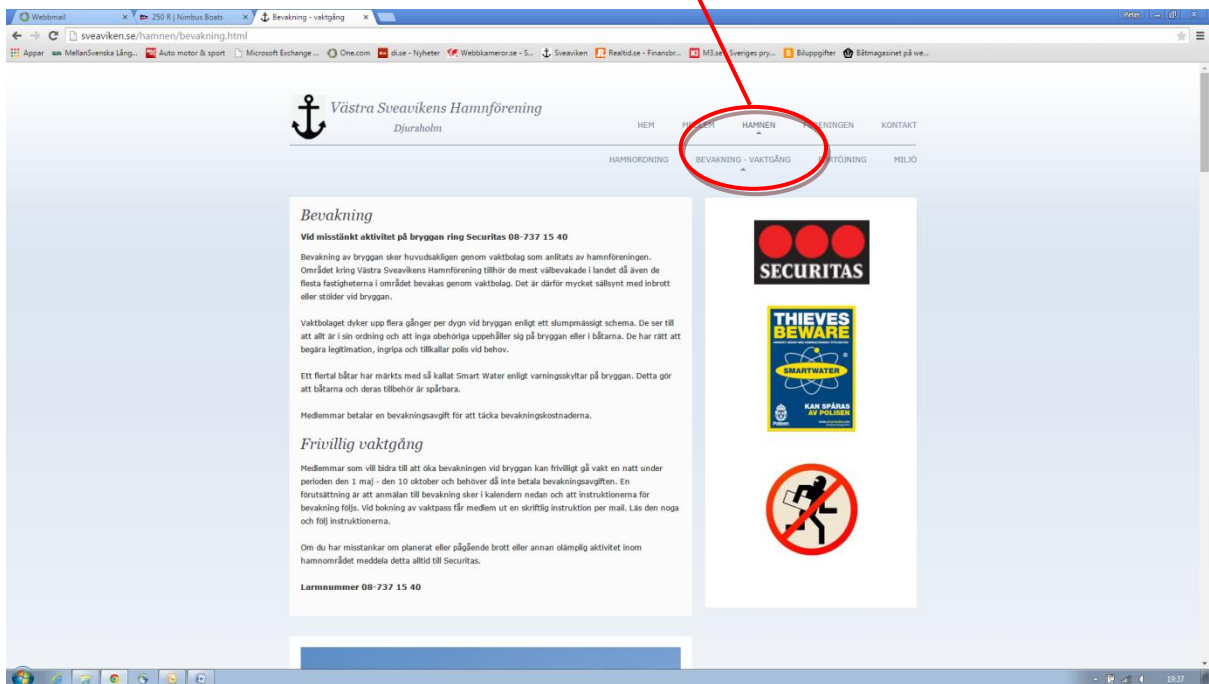 Webbmail
250 R | Nimbus Boats
Bevakning - vaktgång
Peter
sveaviken.se/hamnen/bevakning.html
Appar
MellanSvenska Lång...
Auto motor & sport
Microsoft Exchange ...
One.com
di.se - Nyheter
Webbkameror.se - S...
Sveaviken
Realtid.se - Finansbr...
M3.se
Sveriges pry...
Biluppgifter
Båtmagasinet på we...
Västra Sveavikens Hamnförening
Djursholm
HEM
HAMNEN
KONTAKT
HAMNORDNING
BEVAKNING - VAKTGÅNG
MILJÖ
Bevakning
Vid misstänkt aktivitet på bryggan ring Securitas 08-737 15 40
Bevakning av bryggan sker huvudsakligen genom vaktbolag som anlitats av hamnföreningen.
Området kring Västra Sveavikens Hamnförening tillhör de mest välbevakade i landet då även de
flesta fastigheterna i området bevakas genom vaktbolag. Det är därför mycket sällsynt med inbrott
eller stölder vid bryggan.
Vaktbolaget dyker upp flera gånger per dygn vid bryggan enligt ett slumpmässigt schema. De ser till
att allt är i sin ordning och att inga obehöriga uppehåller sig på bryggan eller i båtarna. De har rätt att
begära legitimation, ingripa och tillkallar polis vid behov.
Ett flertal båtar har märkts med så kallat Smart Water enligt varningsskyltar på bryggan. Detta gör
att båtarna och deras tillbehör är spårbara.
Medlemmar betalar en bevakningsavgift för att täcka bevakningskostnaderna.
Frivillig vaktgång
Medlemmar som vill bidra till att öka bevakningen vid bryggan kan frivilligt gå vakt en natt under
perioden den 1 maj - den 10 oktober och behöver då inte betala bevakningsavgiften. En
förutsättning är att anmälan till bevakning sker i kalendern nedan och att instruktionerna för
bevakning följs. Vid bokning av vaktpass får medlem ut en skriftlig instruktion per mail. Läs den noga
och följ instruktionerna.
Om du har misstankar om planerat eller pågående brott eller annan olämplig aktivitet inom
hamnområdet meddela detta alltid till Securitas.
Larmnummer 08-737 15 40
SECURITAS
THIEVES
BEWARE
SMARTWATER
KAN SPÅRAS
AV POLISEN
Polisen
19:37